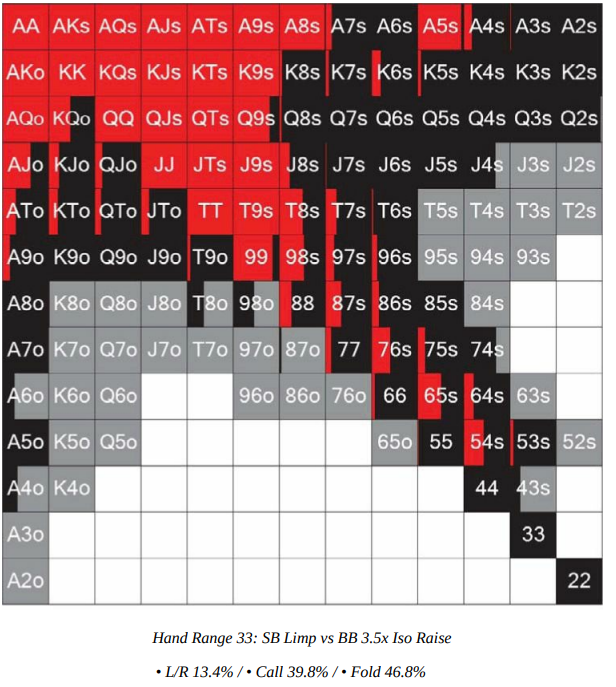 AA AKs AQs AJs ATs A9s A8s A7s A6s A5s A4s A3s A2s
AKo KK KQs KJs KTs K9s K8s K7s K6s K5s K4s K3s K2s
AQo KQo QQ QJs QTs Q9s Q8s Q7s Q6s Q5s Q4s Q3s Q2s
AJo KJo QJo JJ JTs J9s J8s J7s J6s J5s J4s J3s J2s
ATo KTo QTo JTo TT T9s T8s T7s T6s T5s T4s T3s T2s
A9o K9o Q9o J9o T9o 99 98s 97s 96s 95s 94s 93s
A8o K8o Q8o J8o T8o 98o 88 87s 86s 85s 84s
A7o K7o Q7o J7o T7o 97o 87o 77 76s 75s 74s
A6o K6o Q6o 96o 86o 76o 66 65s 64s 63s
A5o K5o Q5o 65o 55 54s 53s 52s
A4o K4o 44 43s
A3o 33
A2o 22
Hand Range 33: SB Limp vs BB 3.5x Iso Raise
• L/R 13.4% / • Call 39.8% / • Fold 46.8%